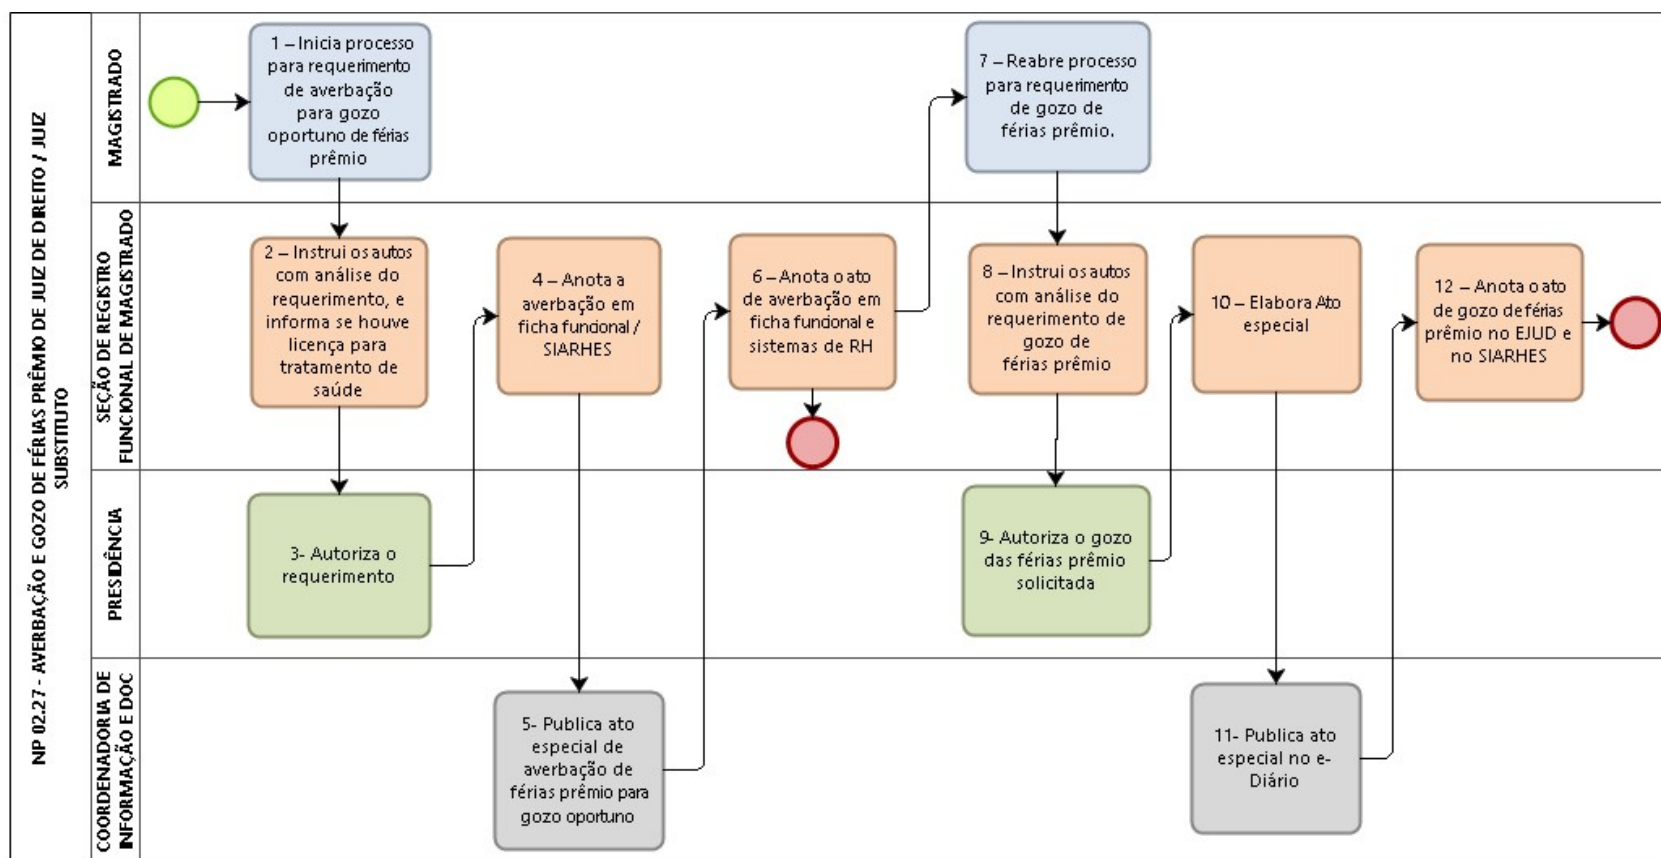 NP 02.27 - AVERBAÇÃO E GOZO DE FÉRIAS PRÊMIO DE JUIZ DE DIREITO / JUIZ
SUBSTITUTO
MAGISTRADO
1 – Inicia processo
para requerimento
de averbação
para gozo
oportuno de férias
prêmio
7 – Reabre processo
para requerimento
de gozo de
férias prêmio.
SEÇÃO DE REGISTRO
FUNCIONAL DE MAGISTRADO
2 – Instrui os autos
com análise do
requerimento, e
informa se houve
licença para
tratamento de
saúde
4 – Anota a
averbação em
ficha funcional /
SIARHES
6 – Anota o ato
de averbação em
ficha funcional e
sistemas de RH
8 – Instrui os autos
com análise do
requerimento de
gozo de
férias prêmio
10 – Elabora Ato
especial
12 – Anota o ato
de gozo de férias
prêmio no EJUD e
no SIARHES
PRESIDÊNCIA
3- Autoriza o
requerimento
9- Autoriza o gozo
das férias prêmio
solicitada
COORDENADORIA DE
INFORMAÇÃO E DOC
5- Publica ato
especial de
averbação de
férias prêmio para
gozo oportuno
11- Publica ato
especial no e-
Diário